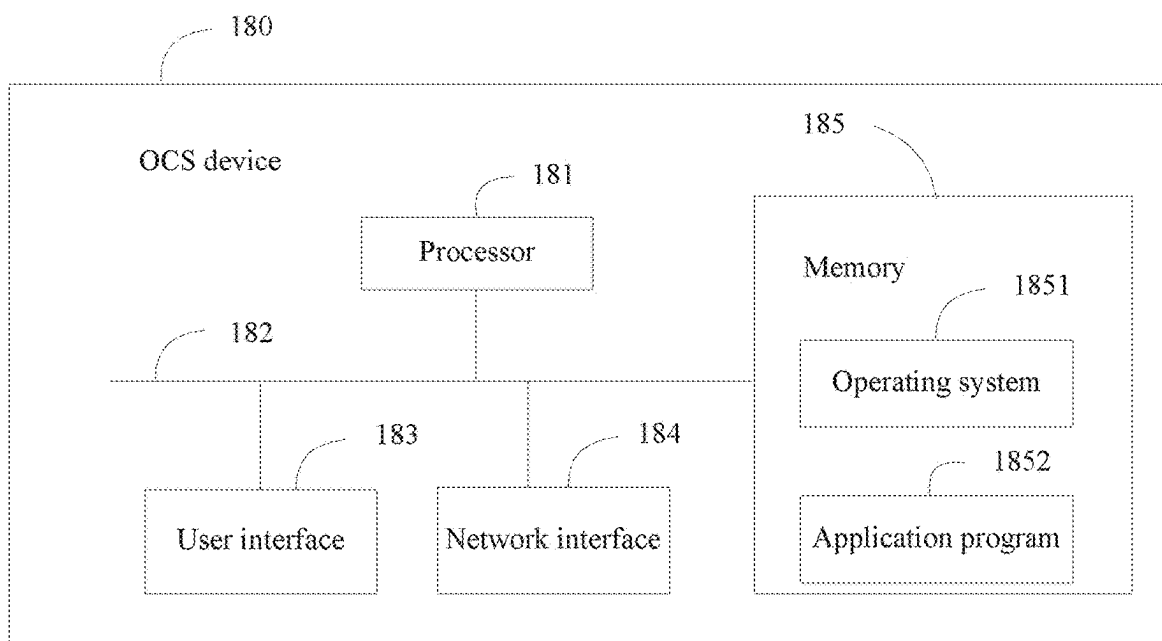 180
185
OCS device
181
Processor
Memory
1851
182
Operating system
183
184
1852
User interface
Network interface
Application program